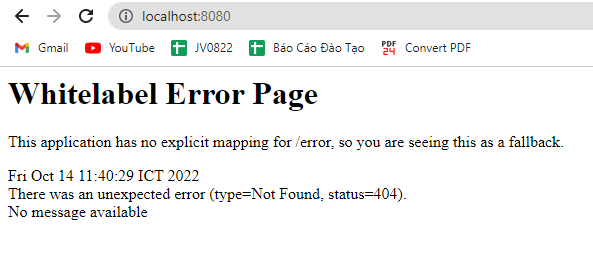 localhost:8080
Gmail YouTube JV0822 Báo Cáo Đào Tạo PDF 24 Convert PDF
Whitelabel Error Page
This application has no explicit mapping for /error, so you are seeing this as a fallback.
Fri Oct 14 11:40:29 ICT 2022
There was an unexpected error (type=Not Found, status=404).
No message available